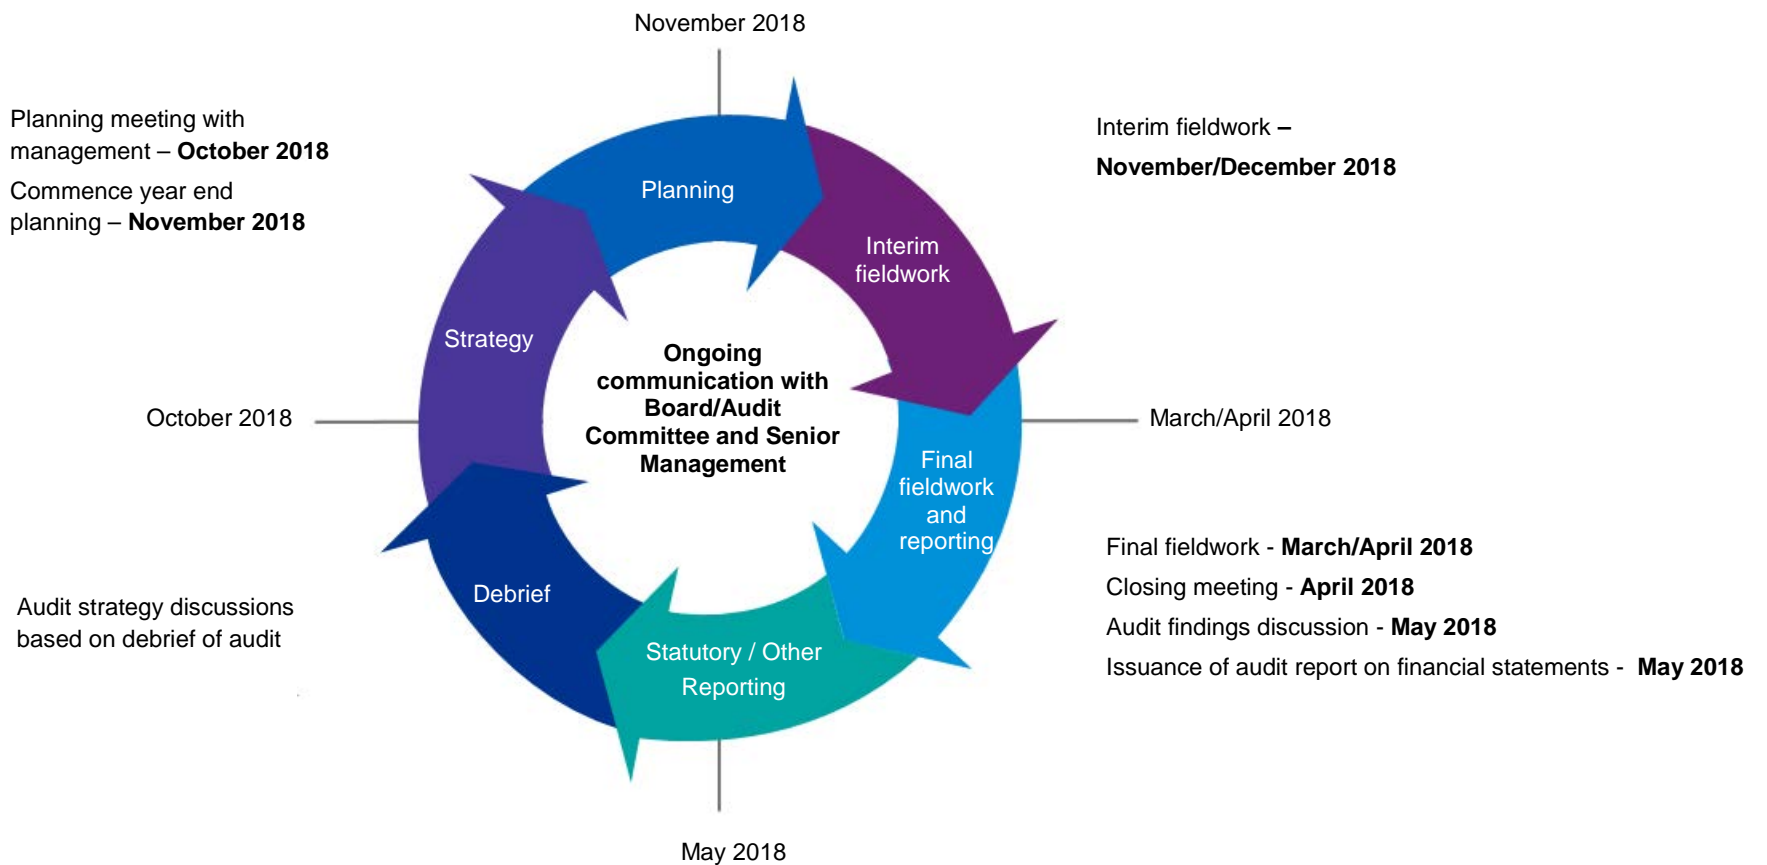 November 2018
Planning meeting with
management – October 2018
Commence year end
planning – November 2018
Interim fieldwork –
November/December 2018
Planning
Interim
fieldwork
Strategy
Ongoing
communication with
Board/Audit
Committee and Senior
Management
October 2018
March/April 2018
Final
fieldwork
and
reporting
Final fieldwork - March/April 2018
Closing meeting - April 2018
Audit findings discussion - May 2018
Issuance of audit report on financial statements - May 2018
Debrief
Audit strategy discussions
based on debrief of audit
Statutory / Other
Reporting
May 2018